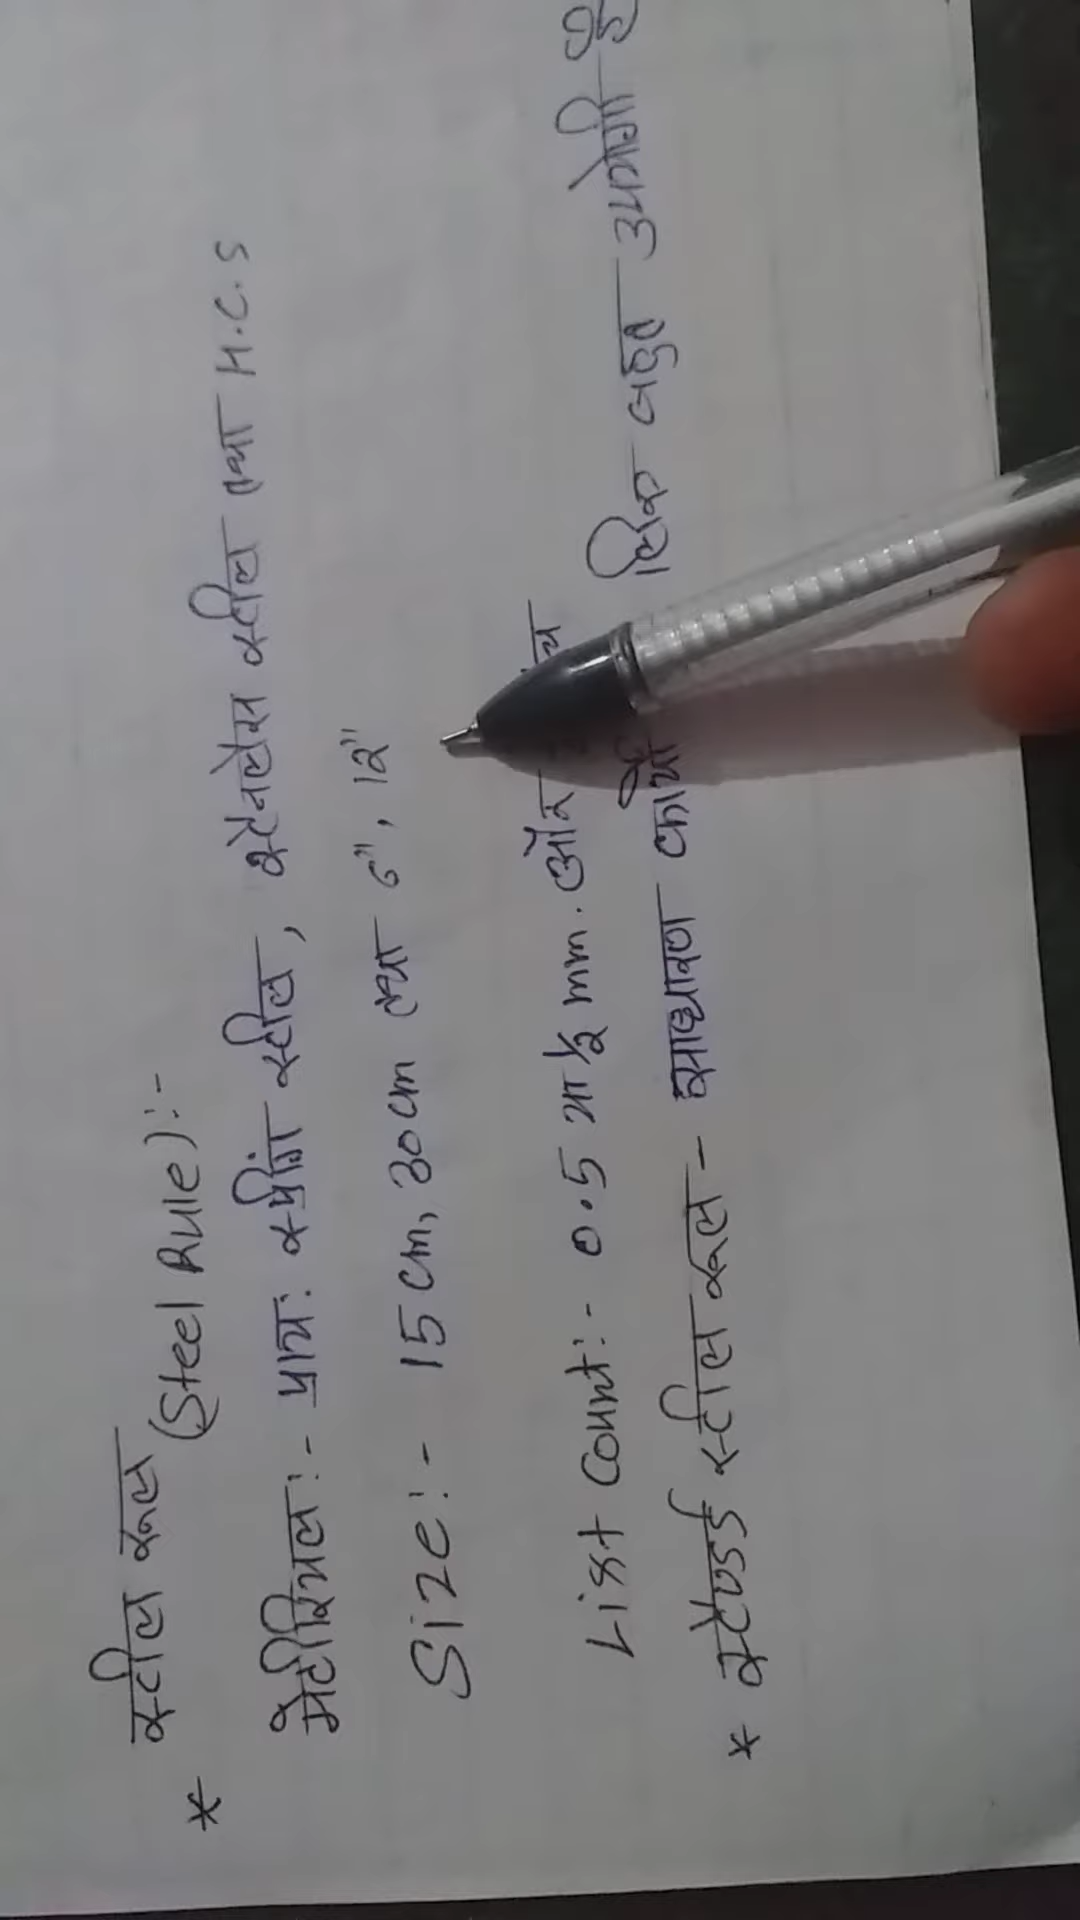 * स्टील रूल
(Steel Rule):-
मेटीरियल:- प्रायः स्प्रींग स्टील, स्टेनलेस स्टील तथा H.C.S
Size:- 15 cm, 30 cm तथा 6", 12"
List Count:- 0.5 या 1/2 mm. और
* स्टैण्डर्ड स्टील रूल - साधारण कार्यो लिए बहुत उपयोगी है